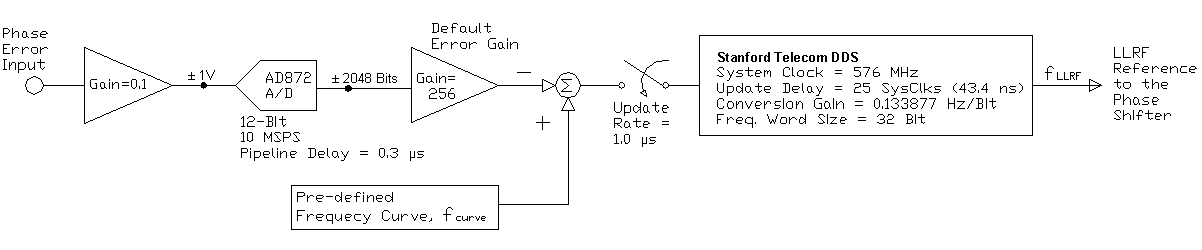 Phase
Error
Input
Gain=0.1
± 1V
AD872
A/D
12-Bit
10 MSPS
Pipeline Delay = 0.3 µs
± 2048 Bits
Default
Error Gain
Gain=
256
−
Σ
+
Pre-defined
Frequecy Curve, fcurve
Update
Rate =
1.0 µs
Stanford Telecom DDS
System Clock = 576 MHz
Update Delay = 25 SysClks (43.4 ns)
Conversion Gain = 0.133877 Hz/Bit
Freq. Word Size = 32 Bit
fLLRF
LLRF
Reference
to the
Phase
Shifter